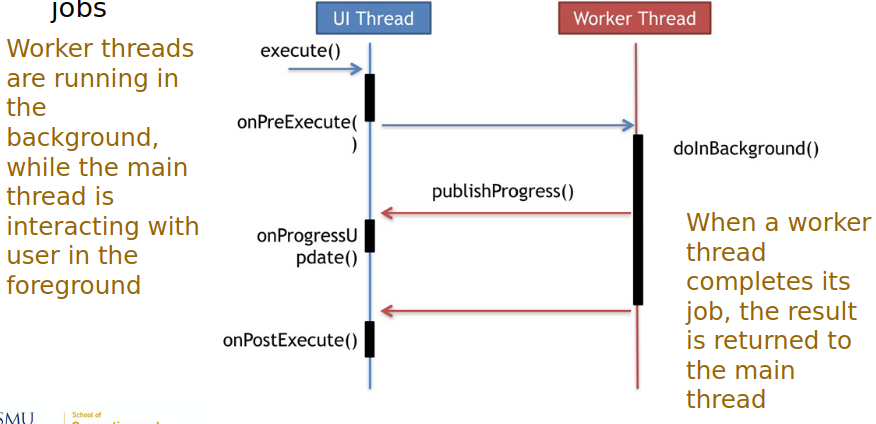 jobs
Worker threads
are running in
the
background,
while the main
thread is
interacting with
user in the
foreground
UI Thread
Worker Thread
execute()
onPreExecute(
)
doInBackground()
publishProgress()
onProgressU
pdate()
onPostExecute()
When a worker
thread
completes its
job, the result
is returned to
the main
thread
SMU
School of